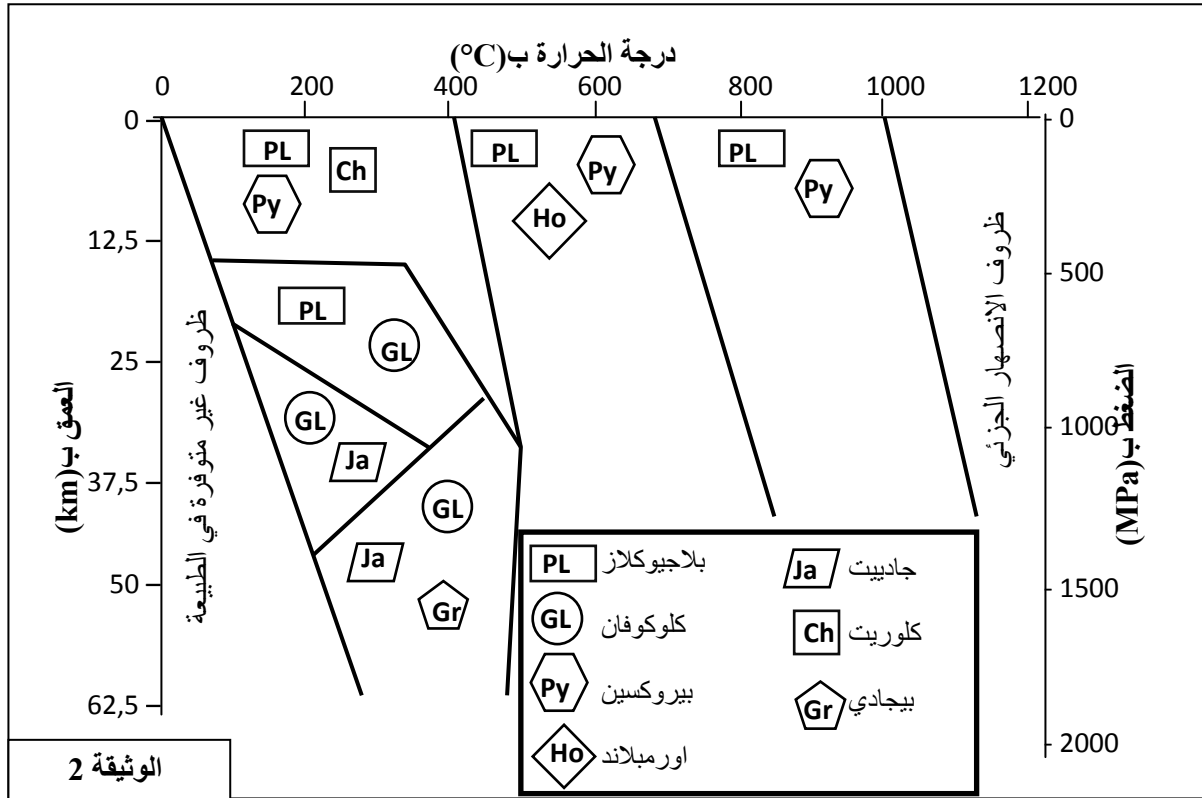 درجة الحرارة ب(°C)
0 200 400 600 800 1000 1200
0
12,5
25
37,5
50
62,5
العمق ب(km)
0
500
1000
1500
2000
الضغط ب(MPa)
ظروف غير متوفرة في الطبيعة
ظروف الانصهار الجزئي
PL
Ch
Py
PL
Py
Ho
PL
Py
PL
GL
GL
Ja
GL
Ja
Gr
PL بلاجيوكلاز
GL كلوكوفان
Py بيروكسين
Ho اورمبلاند
Ja جادييت
Ch كلوريت
Gr بيجادي
الوثيقة 2